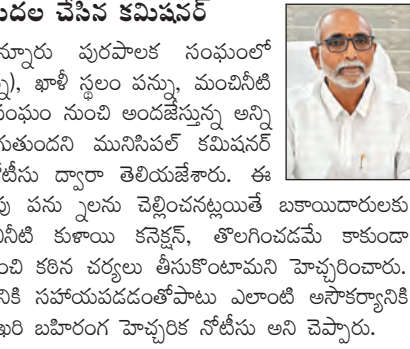 ుదల చేసిన కమిషనర్
న్నూరు పురపాలక సంఘంలో
్ను), ఖాళీ స్థలం పన్ను, మంచినీటి
సంఘం నుంచి అందజేస్తున్న అన్ని
గుతుందని మునిసిపల్ కమిషనర్
ోటీసు ద్వారా తెలియజేశారు. ఈ
పు పను ్నలను చెల్లించనట్లయితే బకాయిదారులకు
నీటి కుళాయి కనెక్షన్, తొలగించడమే కాకుండా
ంచి కఠిన చర్యలు తీసుకొంటామని హెచ్చరించారు.
నికి సహాయపడడంతోపాటు ఎలాంటి అసౌకర్యానికి
ఖరి బహిరంగ హెచ్చరిక నోటీసు అని చెప్పారు.